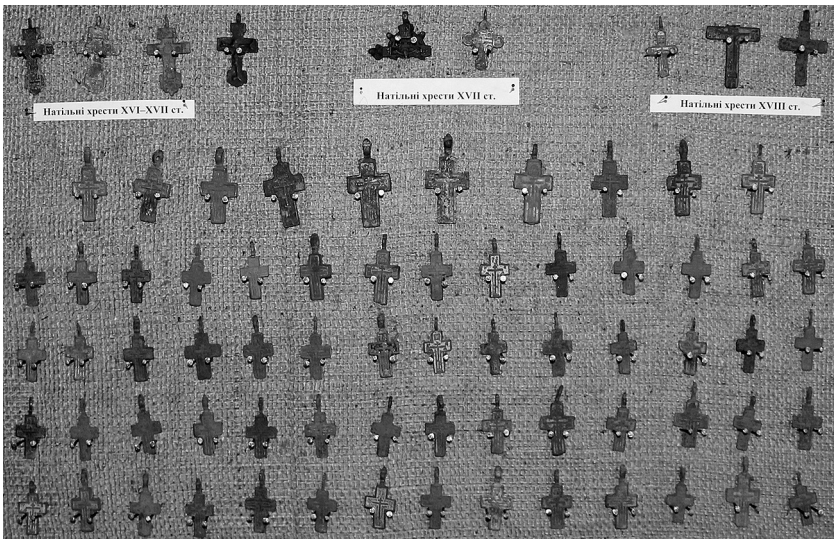 Натільні хрести XVI–XVII ст.
Натільні хрести XVII ст.
Натільні хрести XVIII ст.